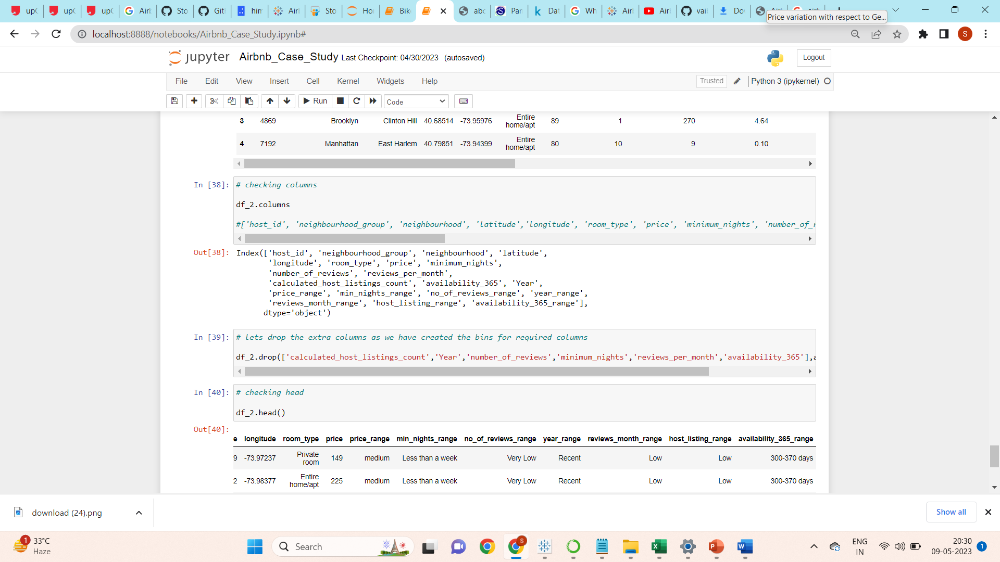 upG
upG
upG
Airl
Sto
Gitl
him
Airl
Sto
Ho
Bik
abc
Par
Dat
Wh
Airl
Airl
vail
Do
Price variation with respect to Ge...
localhost:8888/notebooks/Airbnb_Case_Study.ipynb#
S
jupyter Airbnb_Case_Study Last Checkpoint: 04/30/2023 (autosaved)
Logout
File Edit View Insert Cell Kernel Widgets Help
Trusted Python 3 (ipykernel)
Run Code
3 4869 Brooklyn Clinton Hill 40.68514 -73.95976 Entire home/apt 89 1 270 4.64
4 7192 Manhattan East Harlem 40.79851 -73.94399 Entire home/apt 80 10 9 0.10
In [38]: # checking columns
df_2.columns
#['host_id', 'neighbourhood_group', 'neighbourhood', 'latitude','longitude', 'room_type', 'price', 'minimum_nights', 'number_of_r
Out[38]: Index(['host_id', 'neighbourhood_group', 'neighbourhood', 'latitude',
'longitude', 'room_type', 'price', 'minimum_nights',
'number_of_reviews', 'reviews_per_month',
'calculated_host_listings_count', 'availability_365', 'Year',
'price_range', 'min_nights_range', 'no_of_reviews_range', 'year_range',
'reviews_month_range', 'host_listing_range', 'availability_365_range'],
dtype='object')
In [39]: # lets drop the extra columns as we have created the bins for required columns
df_2.drop(['calculated_host_listings_count','Year','number_of_reviews','minimum_nights','reviews_per_month','availability_365'],a
In [40]: # checking head
df_2.head()
Out[40]:
e longitude room_type price price_range min_nights_range no_of_reviews_range year_range reviews_month_range host_listing_range availability_365_range
9 -73.97237 Private room 149 medium Less than a week Very Low Recent Low Low 300-370 days
2 -73.98377 Entire home/apt 225 medium Less than a week Very Low Recent Low Low 300-370 days
download (24).png
Show all
1
33°C
Haze
Search
S
ENG
IN
20:30
09-05-2023
1